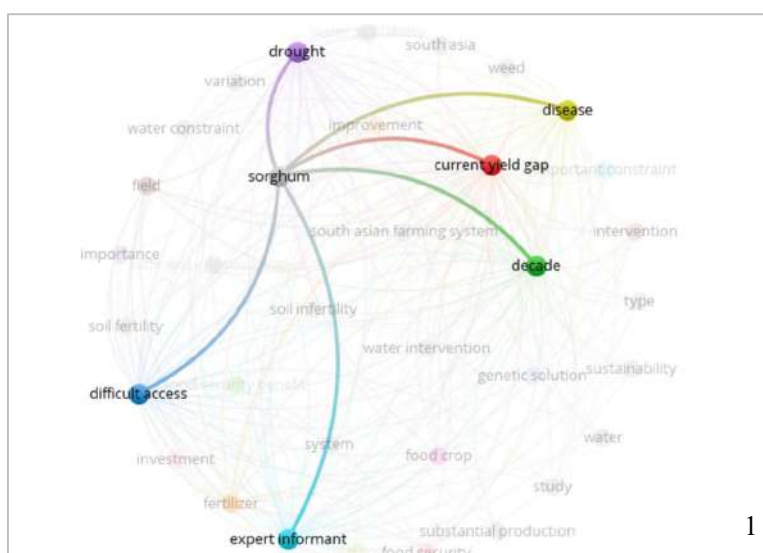 south asia
drought
weed
variation
disease
improvement
water constraint
current yield gap
sorghum
field
south asian farming system
intervention
importance
decade
type
soil infertility
soil fertility
water intervention
genetic solution
sustainability
difficult access
system
water
investment
food crop
study
fertilizer
substantial production
expert informant
food security
1